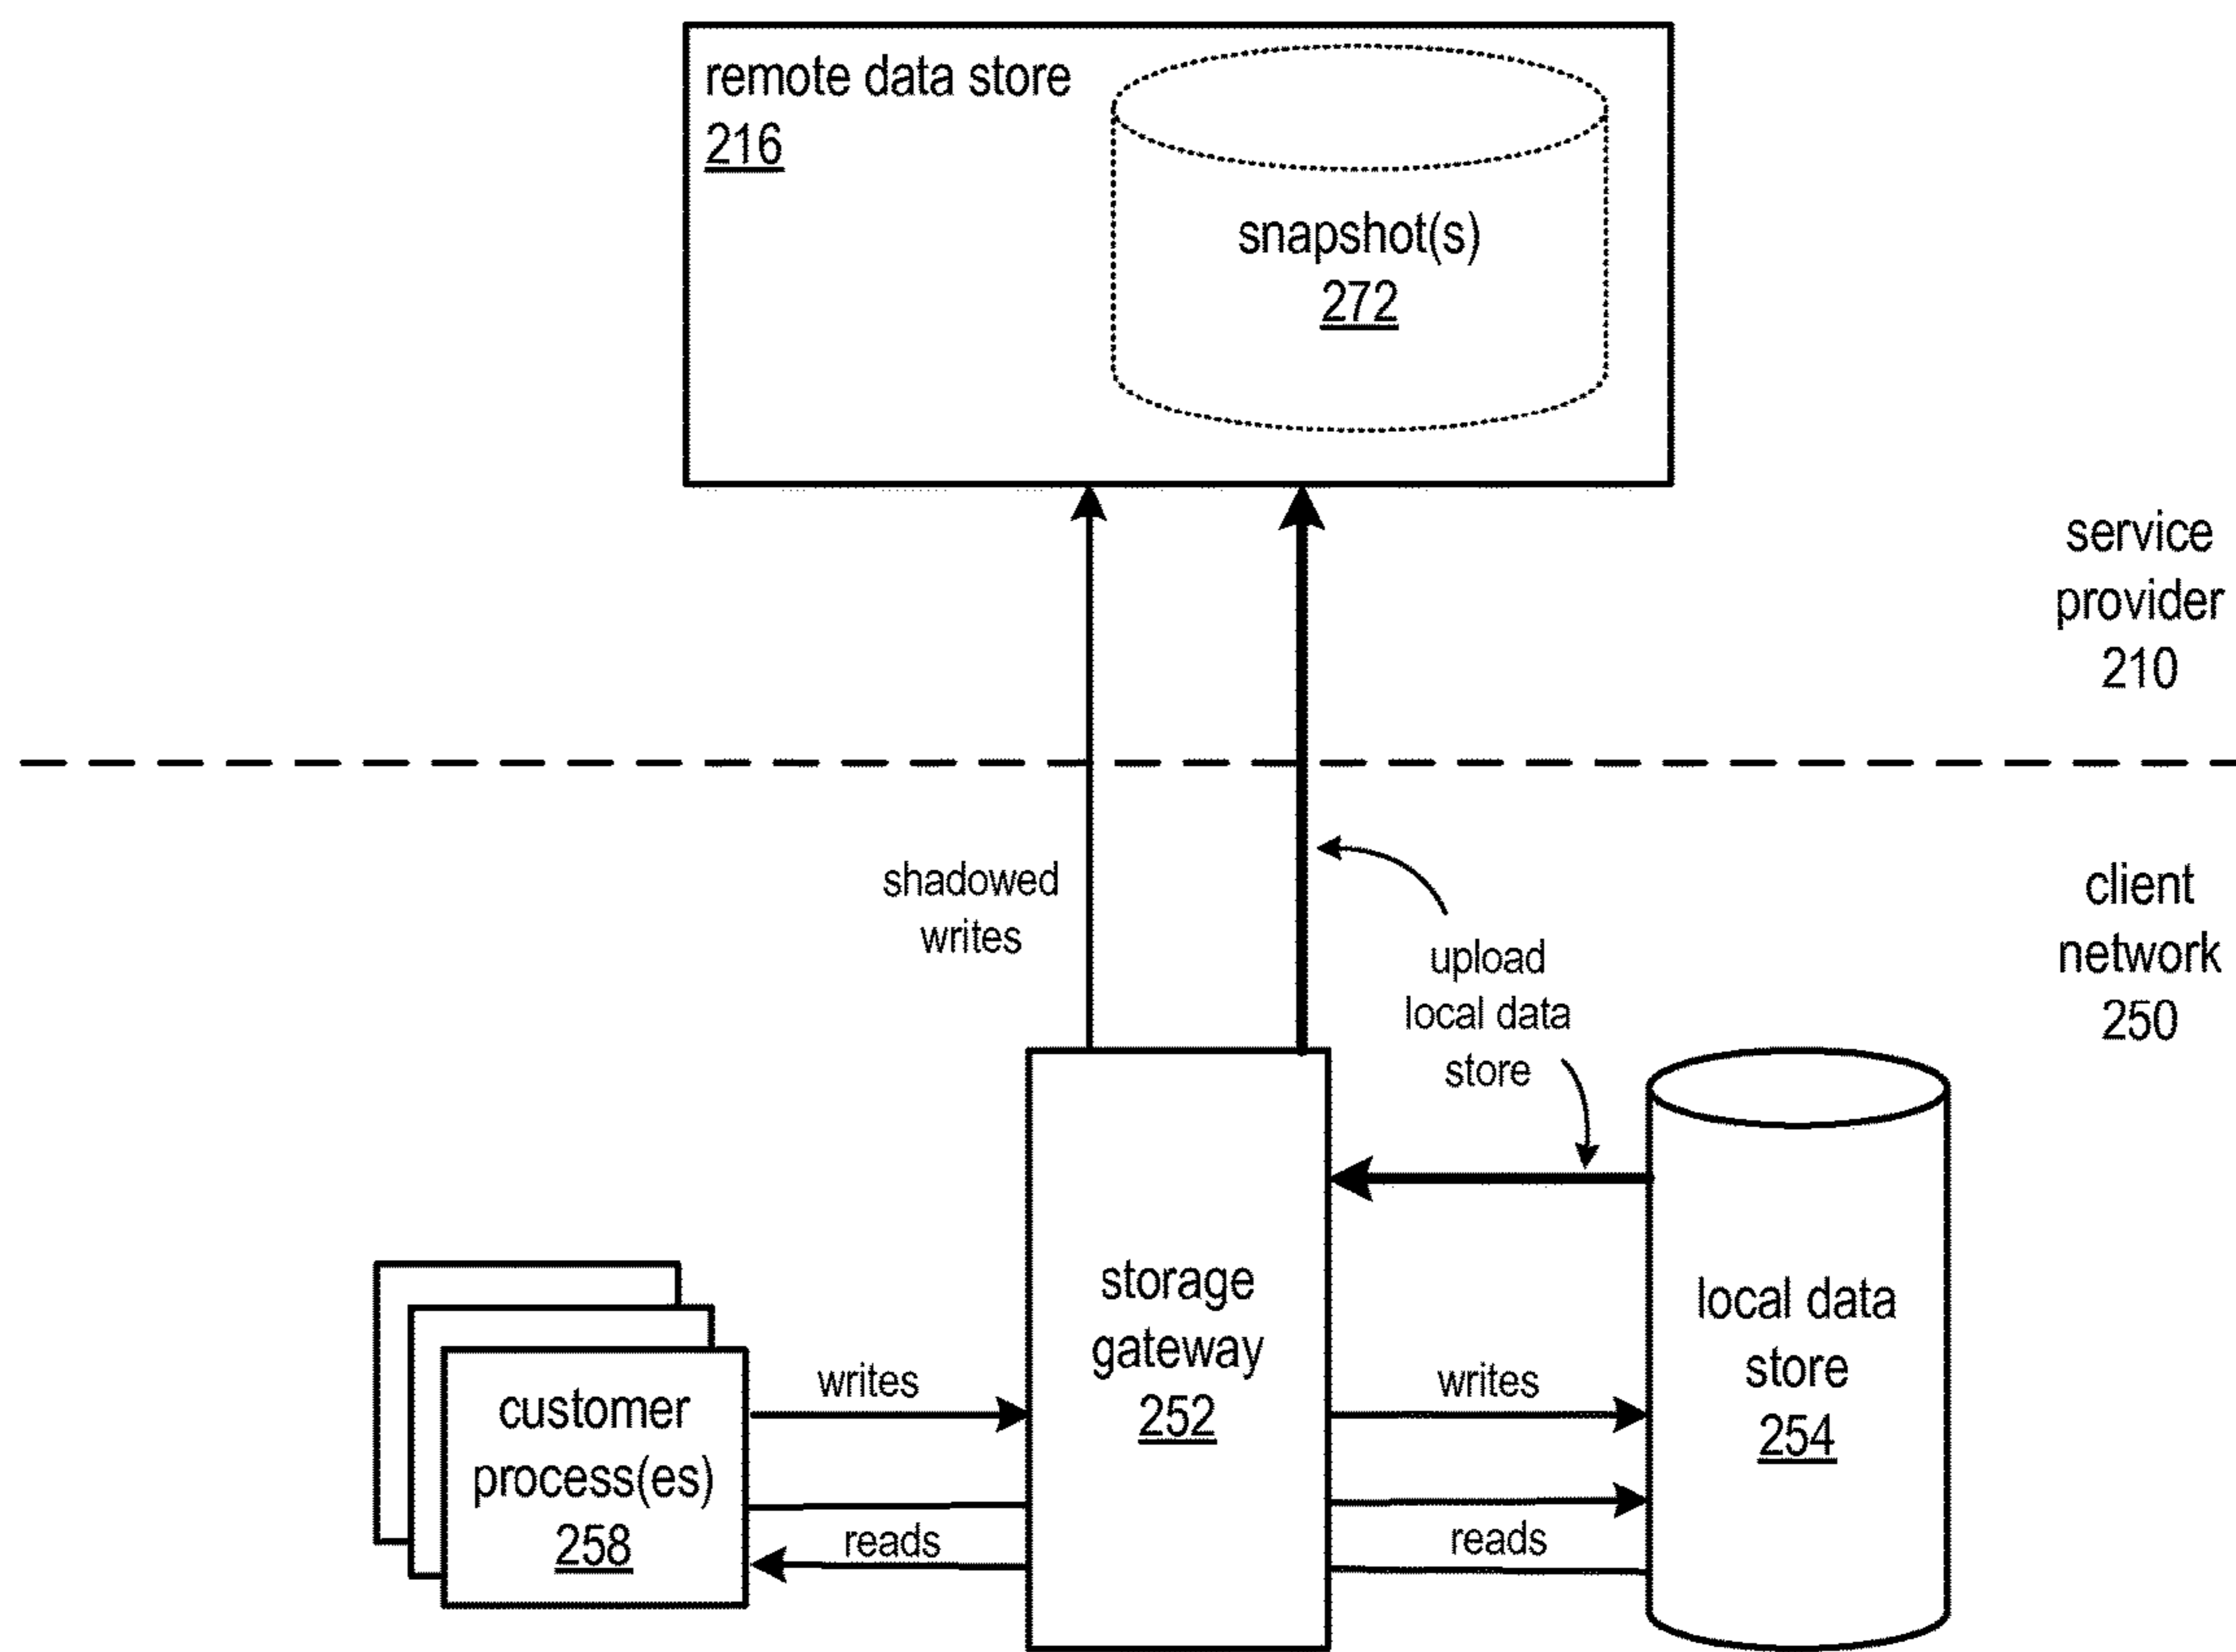 remote data store
216
snapshot(s)
272
service
provider
210
shadowed
writes
upload
local data
store
client
network
250
storage
gateway
252
local data
store
254
customer
process(es)
258
writes
reads
writes
reads